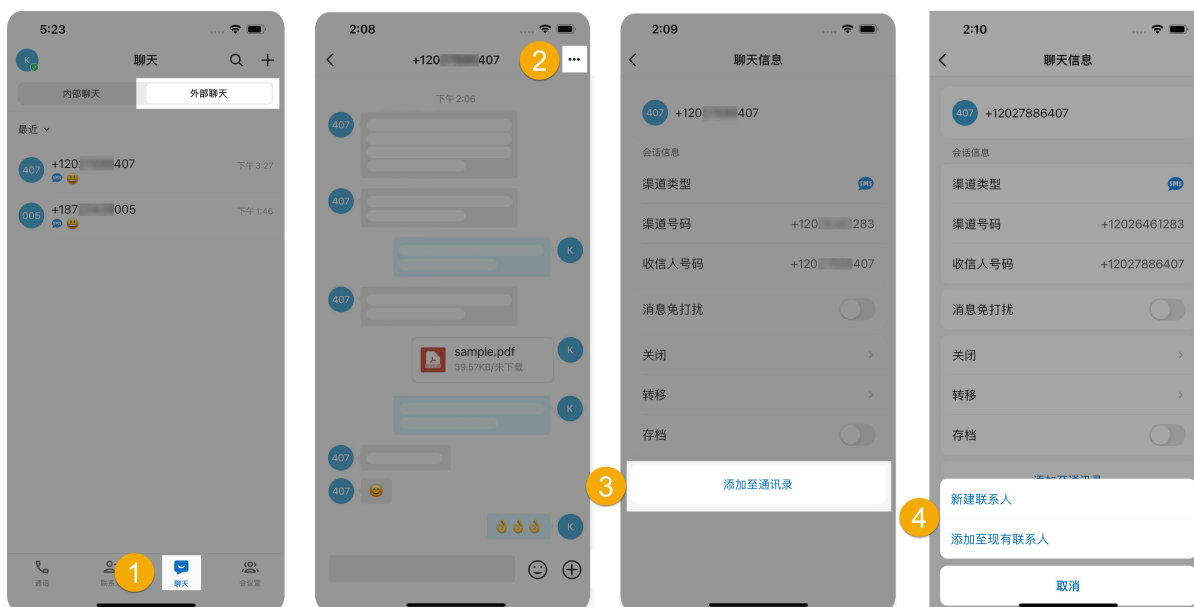 5:23
K
聊天
内部聊天
外部聊天
最近
407
+120 407
下午 3:27
SMS
005
+187 005
下午 1:46
SMS
通话
1
聊天
会议室
2:08
+120 407
2
下午 2:06
407
407
K
407
sample.pdf
39.57KB/未下载
K
K
407
407
K
2:09
聊天信息
407
+120 407
会话信息
渠道类型
SMS
渠道号码
+120 283
收信人号码
+120 407
消息免打扰
关闭
转移
存档
3
添加至通讯录
2:10
聊天信息
407
+12027886407
会话信息
渠道类型
SMS
渠道号码
+12026461283
收信人号码
+12027886407
消息免打扰
关闭
转移
存档
4
新建联系人
添加至现有联系人
取消